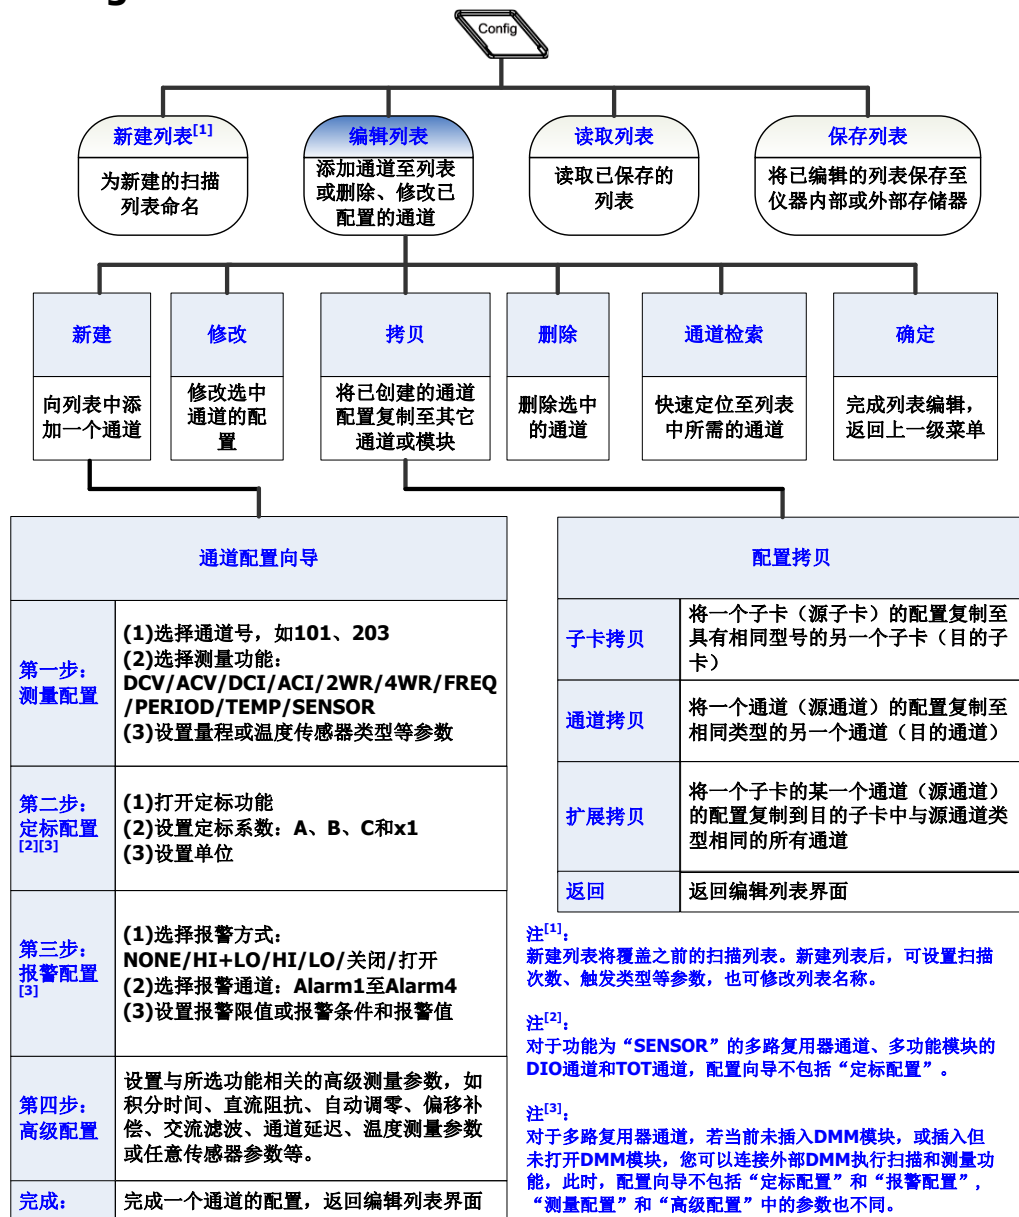 Config
新建列表[1]
为新建的扫描
列表命名
编辑列表
添加通道至列表
或删除、修改已
配置的通道
读取列表
读取已保存的
列表
保存列表
将已编辑的列表保存至
仪器内部或外部存储器
新建
向列表中添
加一个通道
修改
修改选中
通道的配
置
拷贝
将已创建的通道
配置复制至其它
通道或模块
删除
删除选中
的通道
通道检索
快速定位至列表
中所需的通道
确定
完成列表编辑，
返回上一级菜单
通道配置向导
第一步：
测量配置
(1)选择通道号，如101、203
(2)选择测量功能：
DCV/ACV/DCI/ACI/2WR/4WR/FREQ
/PERIOD/TEMP/SENSOR
(3)设置量程或温度传感器类型等参数
第二步：
定标配置
[2][3]
(1)打开定标功能
(2)设置定标系数：A、B、C和x1
(3)设置单位
第三步：
报警配置
[3]
(1)选择报警方式：
NONE/HI+LO/HI/LO/关闭/打开
(2)选择报警通道：Alarm1至Alarm4
(3)设置报警限值或报警条件和报警值
第四步：
高级配置
设置与所选功能相关的高级测量参数，如
积分时间、直流阻抗、自动调零、偏移补
偿、交流滤波、通道延迟、温度测量参数
或任意传感器参数等。
完成：
完成一个通道的配置，返回编辑列表界面
配置拷贝
子卡拷贝
将一个子卡（源子卡）的配置复制至
具有相同型号的另一个子卡（目的子
卡）
通道拷贝
将一个通道（源通道）的配置复制至
相同类型的另一个通道（目的通道）
扩展拷贝
将一个子卡的某一个通道（源通道）
的配置复制到目的子卡中与源通道类
型相同的所有通道
返回
返回编辑列表界面
注[1]：
新建列表将覆盖之前的扫描列表。新建列表后，可设置扫描
次数、触发类型等参数，也可修改列表名称。
注[2]：
对于功能为“SENSOR”的多路复用器通道、多功能模块的
DIO通道和TOT通道，配置向导不包括“定标配置”。
注[3]：
对于多路复用器通道，若当前未插入DMM模块，或插入但
未打开DMM模块，您可以连接外部DMM执行扫描和测量功
能，此时，配置向导不包括“定标配置”和“报警配置”，
“测量配置”和“高级配置”中的参数也不同。